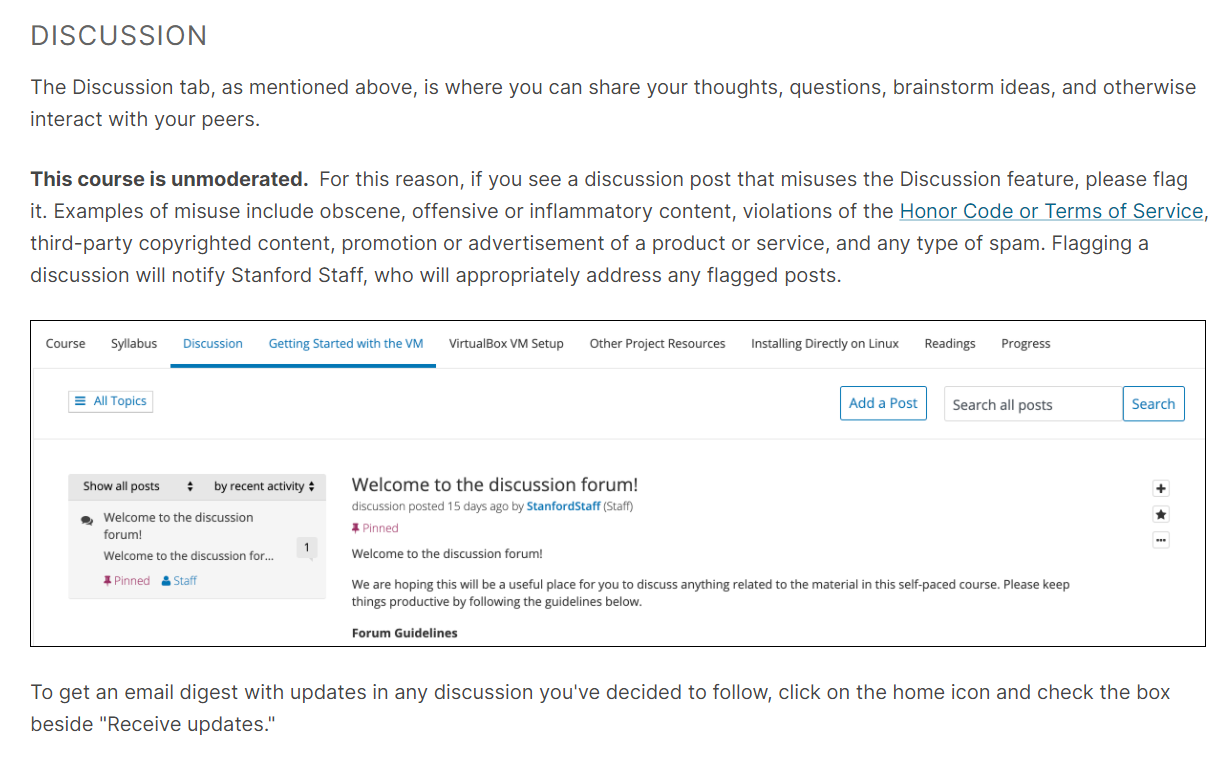 DISCUSSION
The Discussion tab, as mentioned above, is where you can share your thoughts, questions, brainstorm ideas, and otherwise
interact with your peers.
This course is unmoderated.  For this reason, if you see a discussion post that misuses the Discussion feature, please flag
it. Examples of misuse include obscene, offensive or inflammatory content, violations of the Honor Code or Terms of Service,
third-party copyrighted content, promotion or advertisement of a product or service, and any type of spam. Flagging a
discussion will notify Stanford Staff, who will appropriately address any flagged posts.
Course Syllabus Discussion Getting Started with the VM VirtualBox VM Setup Other Project Resources Installing Directly on Linux Readings Progress
All Topics Add a Post Search all posts Search
Show all posts by recent activity
Welcome to the discussion
forum!
Welcome to the discussion for...
1
Pinned Staff
Welcome to the discussion forum!
discussion posted 15 days ago by StanfordStaff (Staff)
Pinned
Welcome to the discussion forum!
We are hoping this will be a useful place for you to discuss anything related to the material in this self-paced course. Please keep
things productive by following the guidelines below.
Forum Guidelines
To get an email digest with updates in any discussion you've decided to follow, click on the home icon and check the box
beside "Receive updates."